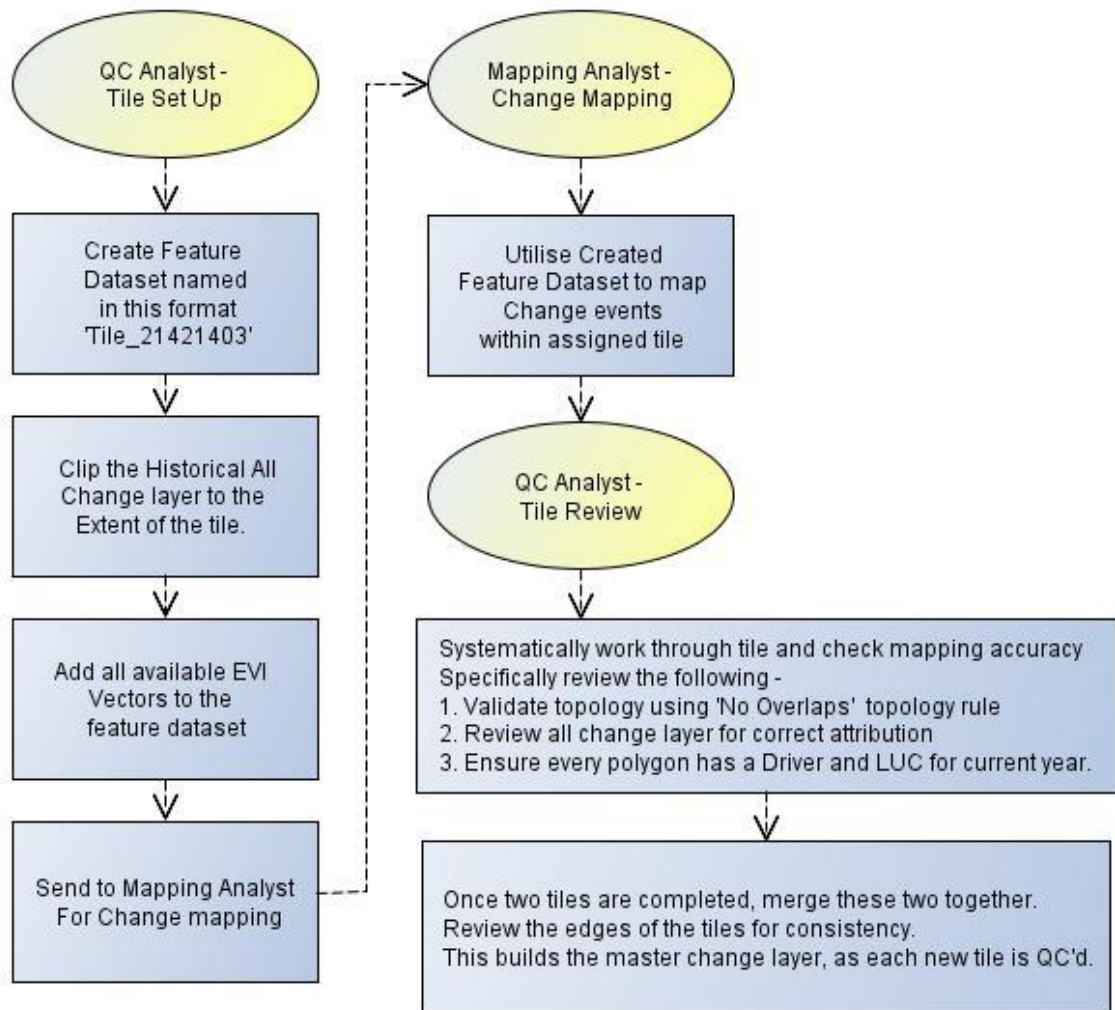 QC Analyst -
Tile Set Up
Create Feature
Dataset named
in this format
'Tile_21421403'
Clip the Historical All
Change layer to the
Extent of the tile.
Add all available EVI
Vectors to the
feature dataset
Send to Mapping Analyst
For Change mapping
Mapping Analyst -
Change Mapping
Utilise Created
Feature Dataset to map
Change events
within assigned tile
QC Analyst -
Tile Review
Systematically work through tile and check mapping accuracy
Specifically review the following -
1. Validate topology using 'No Overlaps' topology rule
2. Review all change layer for correct attribution
3. Ensure every polygon has a Driver and LUC for current year.
Once two tiles are completed, merge these two together.
Review the edges of the tiles for consistency.
This builds the master change layer, as each new tile is QC'd.